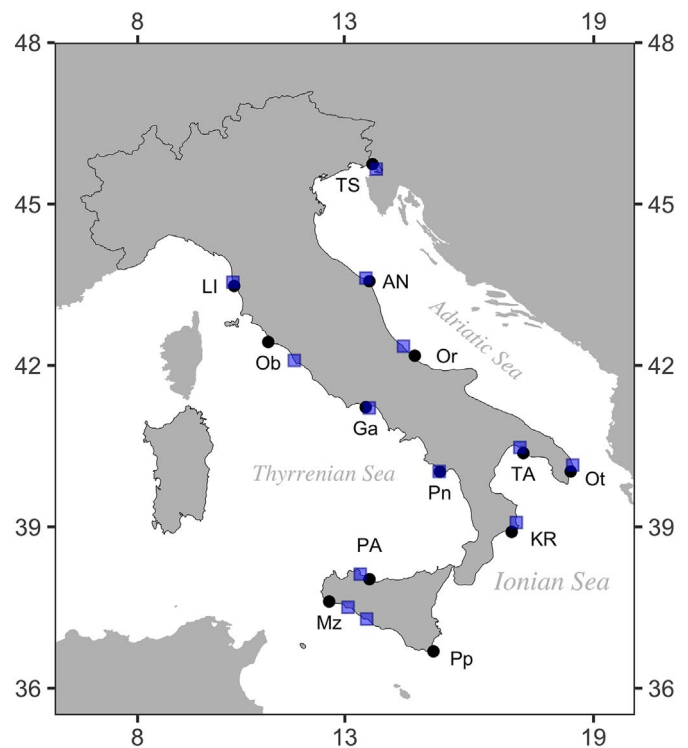 8 13 19
48 48
45 45
TS
LI AN
Adriatic Sea
42 42
Ob Or
Ga
Thyrrenian Sea
TA Ot
Pn
39 39
PA KR
Ionian Sea
Mz
Pp
36 36
8 13 19